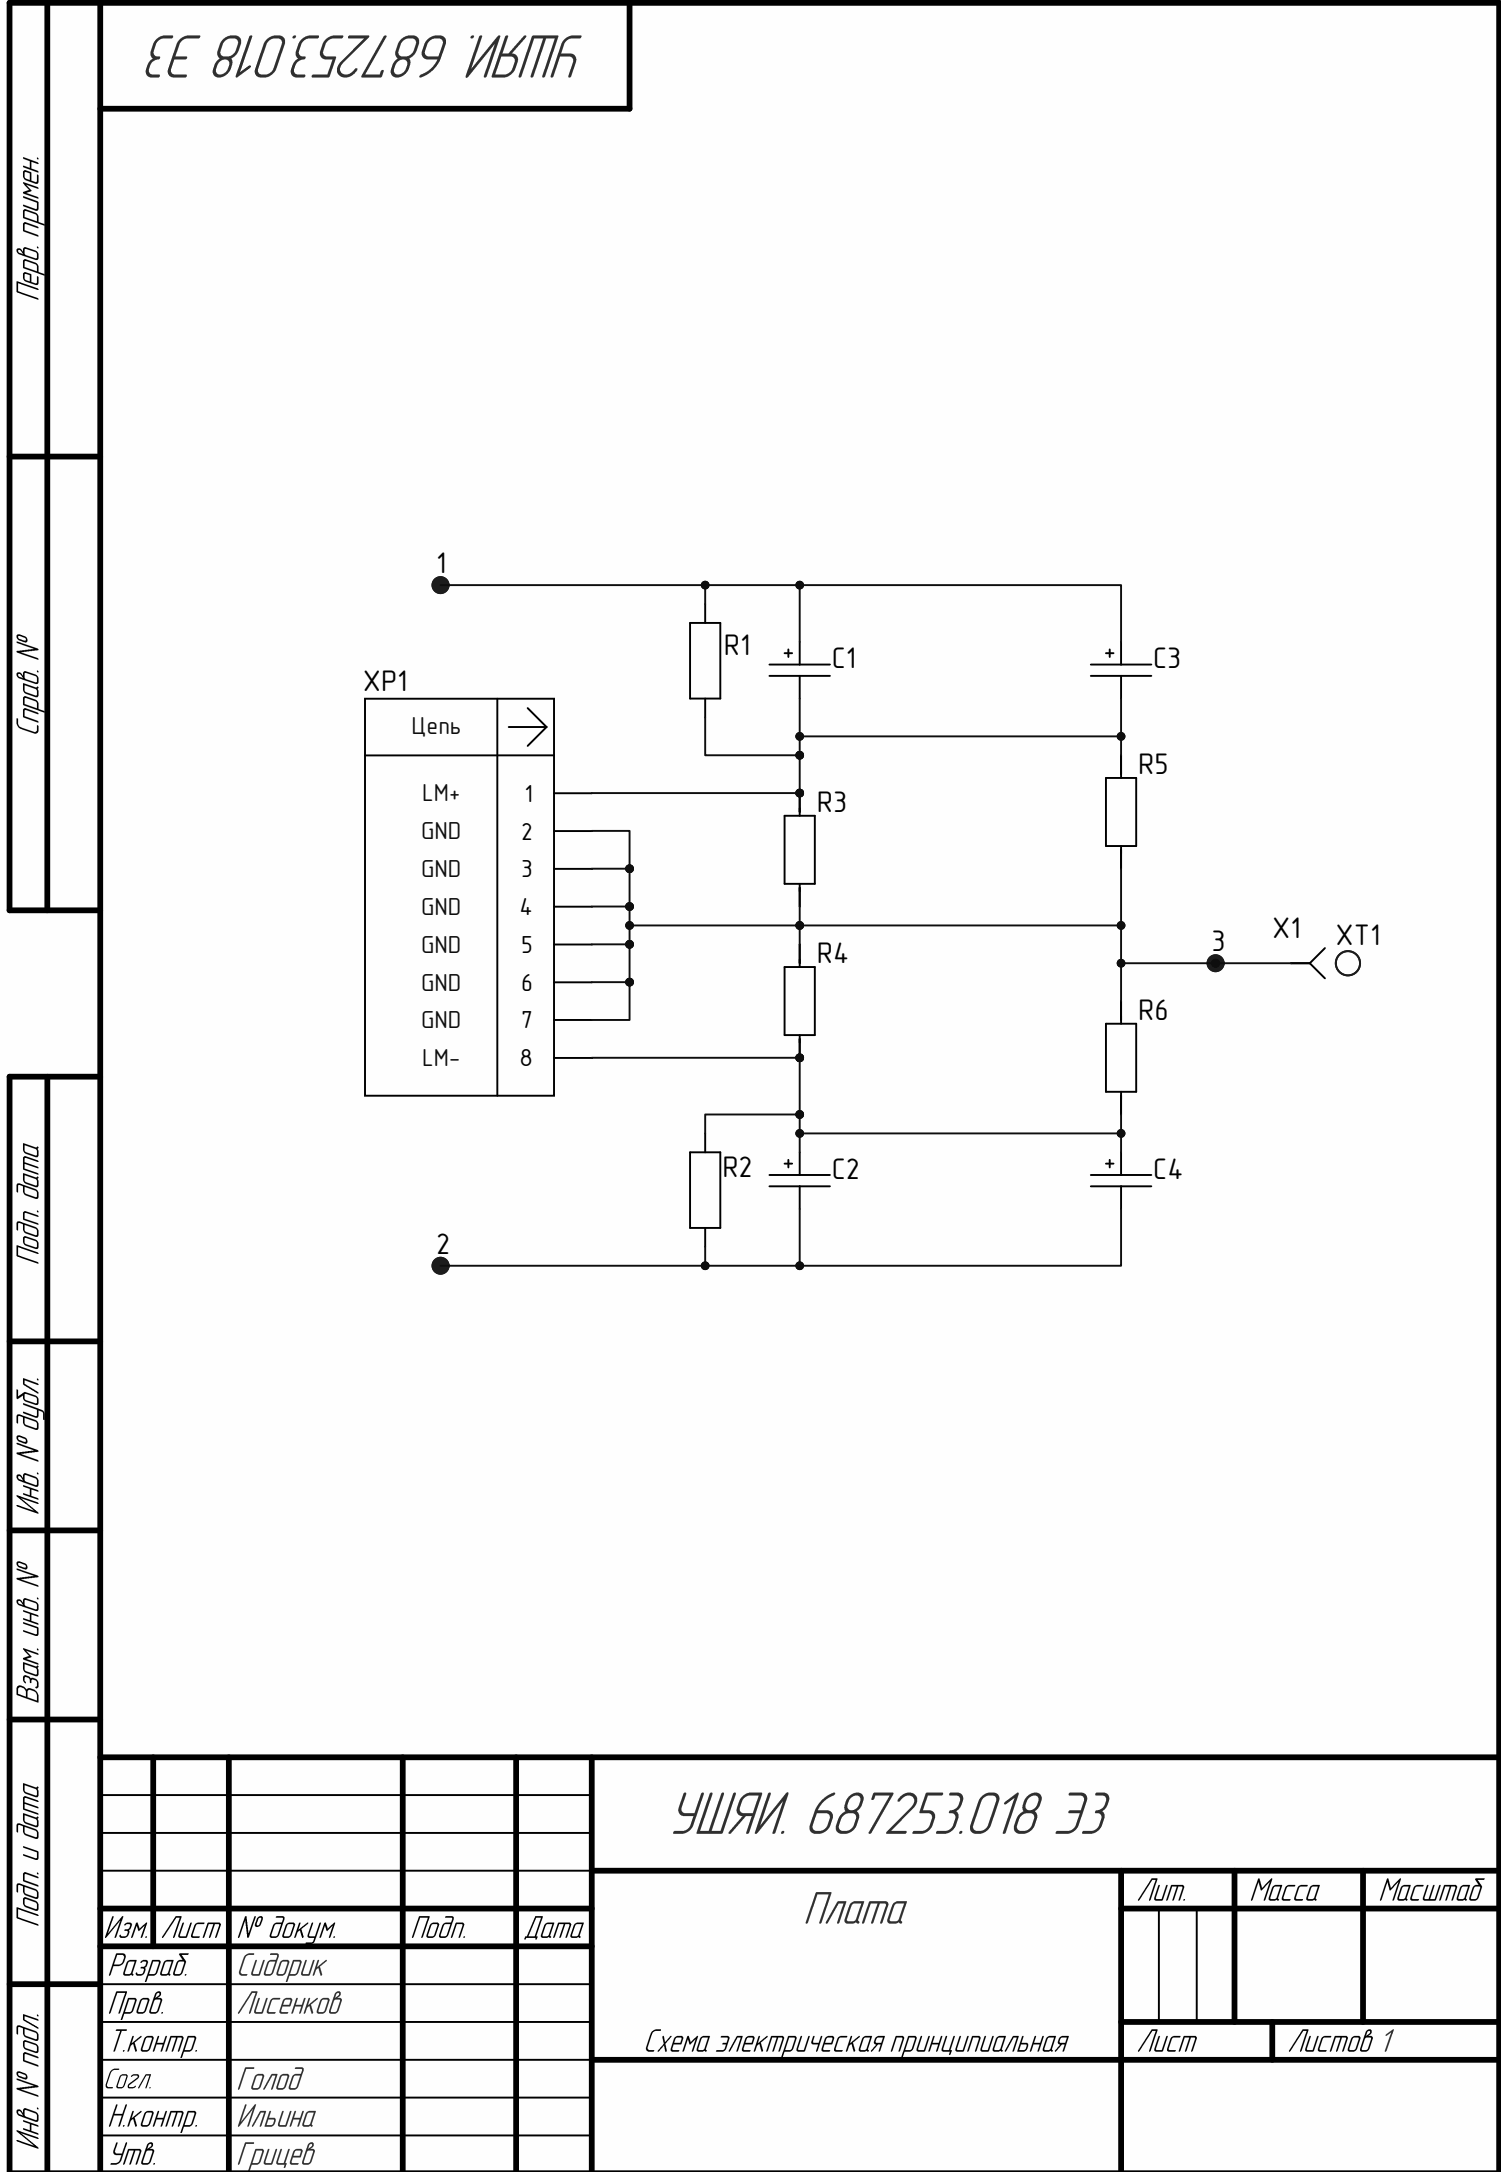 УШЯИ. 687253.018 Э3
Перв. примен.
Справ. №
Подп. дата
Инв. № дубл.
Взам. инв. №
Подп. и дата
Инв. № подл.
1
R1
+
C1
+
C3
XP1
Цепь
LM+ 1
GND 2
GND 3
GND 4
GND 5
GND 6
GND 7
LM- 8
R3
R5
R4
3
X1
XT1
R6
R2
+
C2
+
C4
2
УШЯИ. 687253.018 Э3
Плата
Схема электрическая принципиальная
Лит. Масса Масштаб
Лист Листов 1
Изм. Лист № докум. Подп. Дата
Разраб. Сидорик
Пров. Лисенков
Т.контр.
Согл. Голод
Н.контр. Ильина
Утв. Грицев